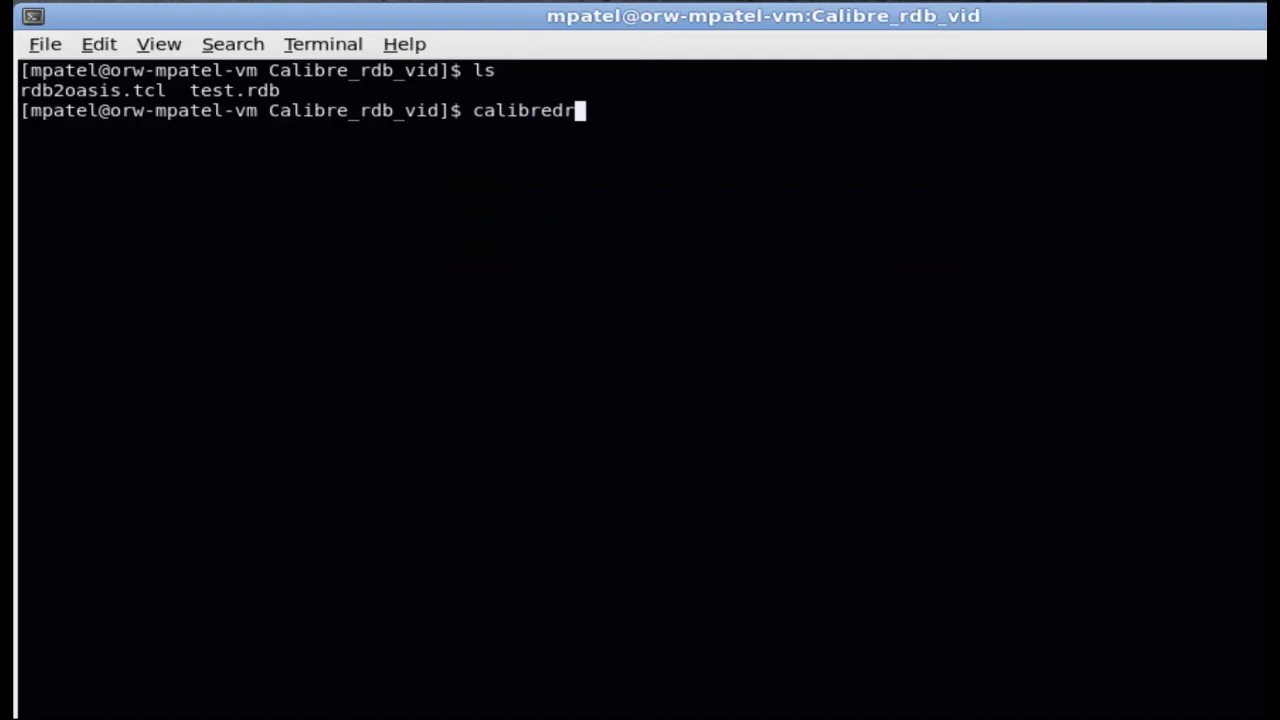 mpatel@orw-mpatel-vm:Calibre_rdb_vid
File Edit View Search Terminal Help
[mpatel@orw-mpatel-vm Calibre_rdb_vid]$ ls
rdb2oasis.tcl  test.rdb
[mpatel@orw-mpatel-vm Calibre_rdb_vid]$ calibredr